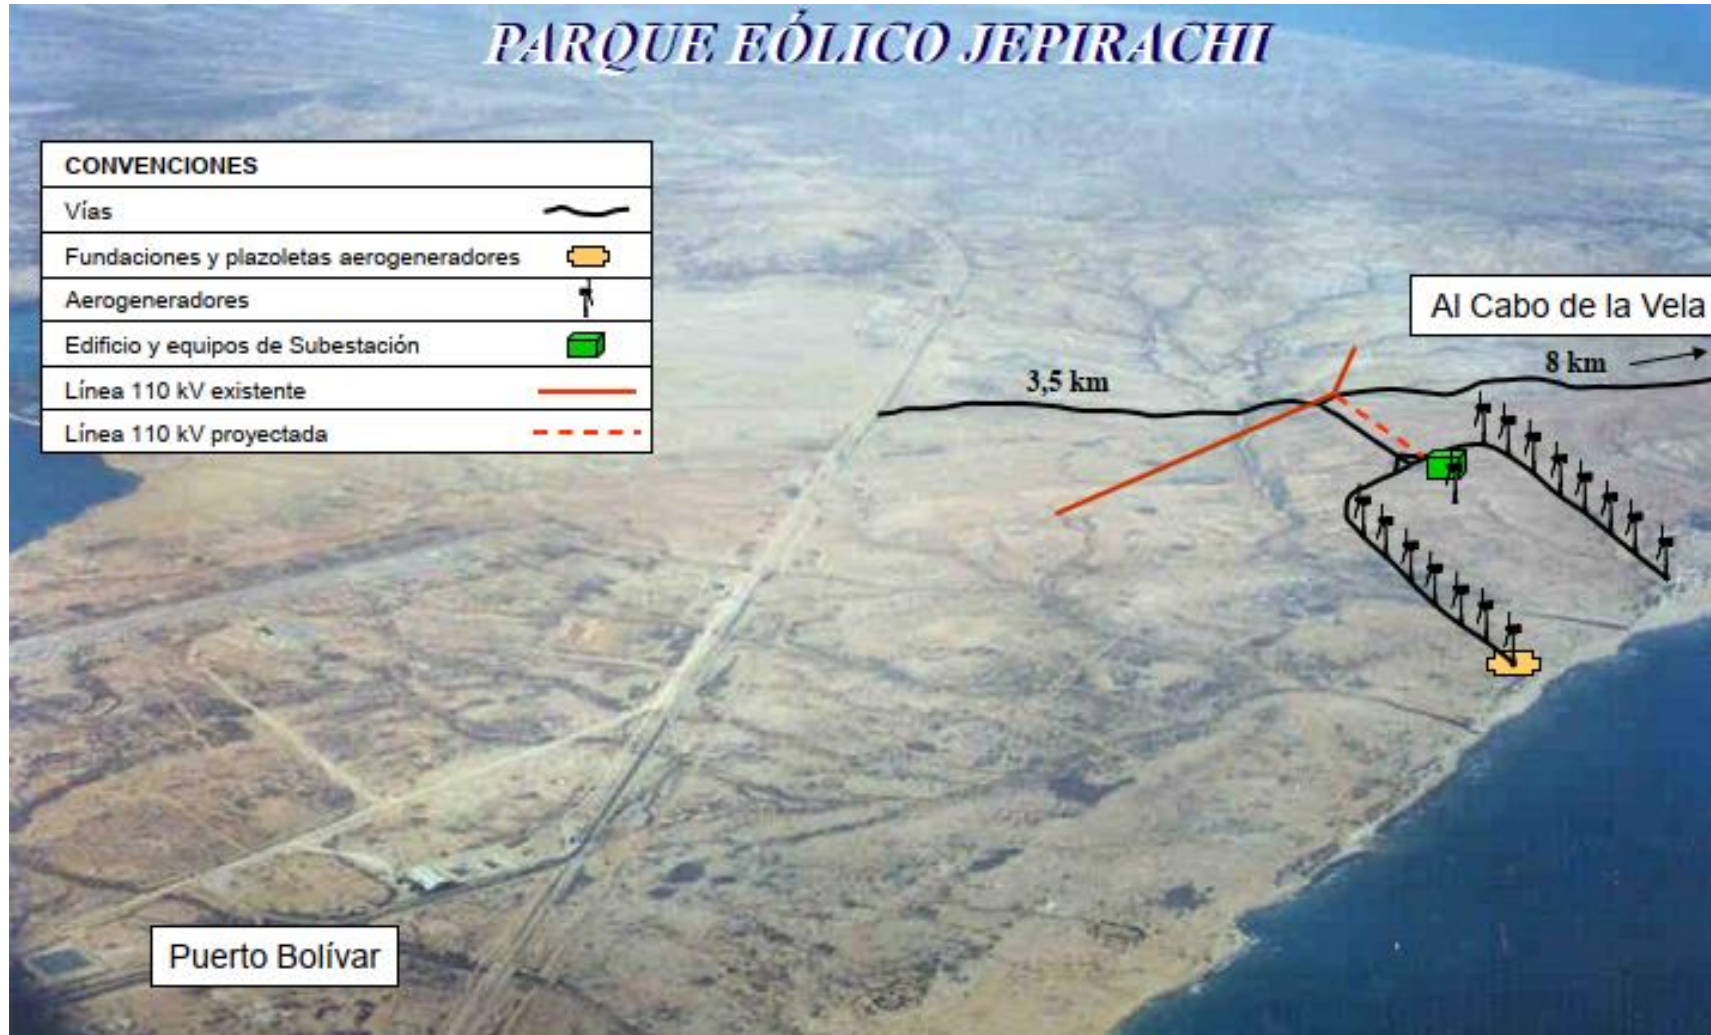 PARQUE EÓLICO JEPIRACHI
CONVENCIONES
Vías
Fundaciones y plazoletas aerogeneradores
Aerogeneradores
Edificio y equipos de Subestación
Línea 110 kV existente
Línea 110 kV proyectada
Al Cabo de la Vela
8 km
3,5 km
Puerto Bolívar